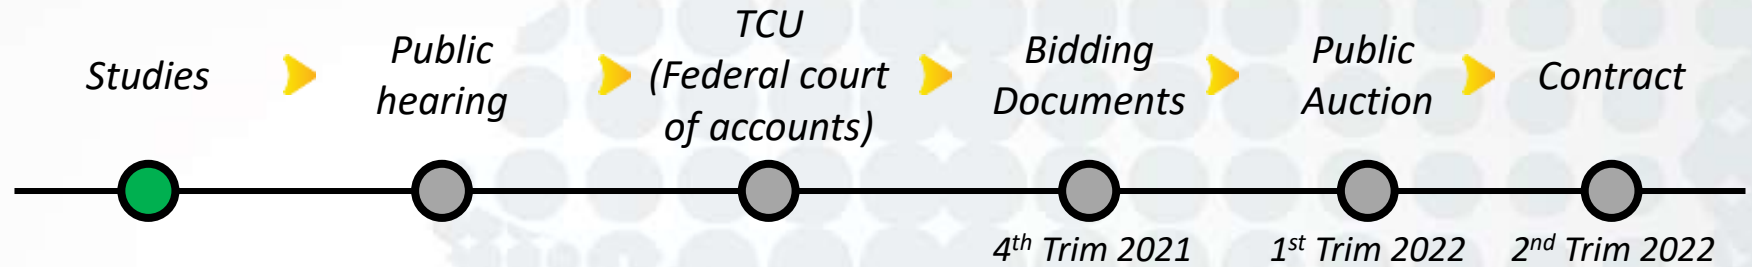 Studies
Public
hearing
TCU
(Federal court
of accounts)
Bidding
Documents
Public
Auction
Contract
4th Trim 2021
1st Trim 2022
2nd Trim 2022